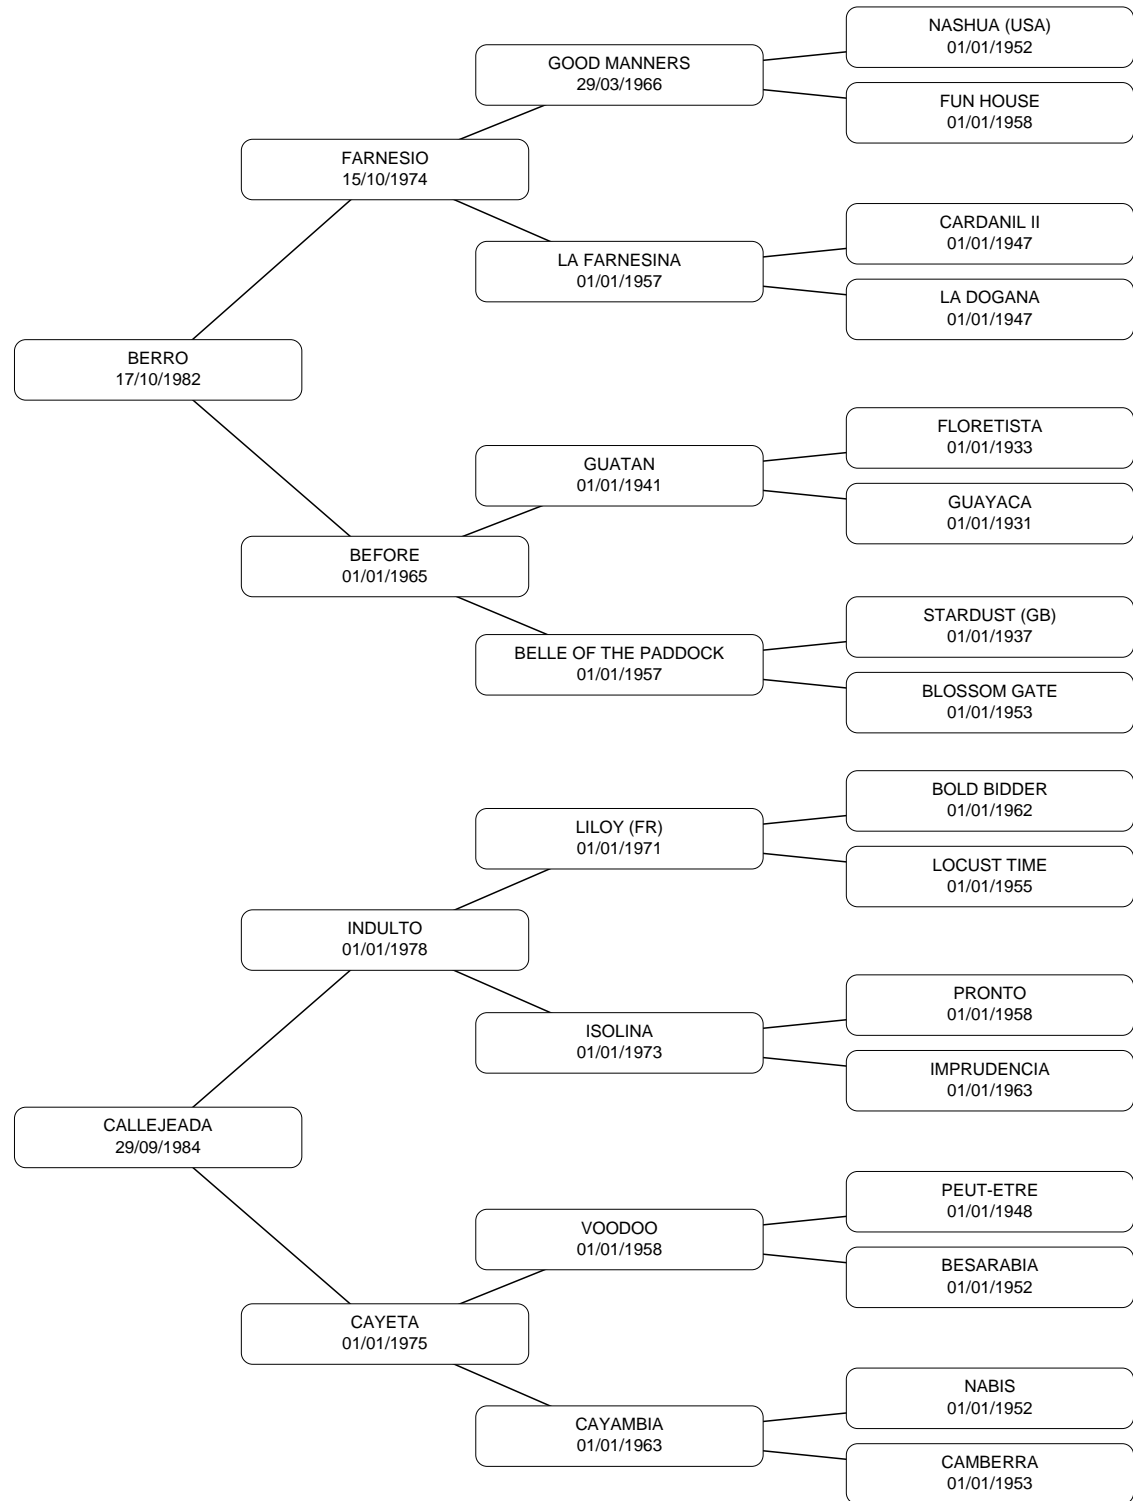 NASHUA (USA)
01/01/1952
GOOD MANNERS
29/03/1966
FUN HOUSE
01/01/1958
FARNESIO
15/10/1974
CARDANIL II
01/01/1947
LA FARNESINA
01/01/1957
LA DOGANA
01/01/1947
BERRO
17/10/1982
FLORETISTA
01/01/1933
GUATAN
01/01/1941
GUAYACA
01/01/1931
BEFORE
01/01/1965
STARDUST (GB)
01/01/1937
BELLE OF THE PADDOCK
01/01/1957
BLOSSOM GATE
01/01/1953
BOLD BIDDER
01/01/1962
LILOY (FR)
01/01/1971
LOCUST TIME
01/01/1955
INDULTO
01/01/1978
PRONTO
01/01/1958
ISOLINA
01/01/1973
IMPRUDENCIA
01/01/1963
CALLEJEADA
29/09/1984
PEUT-ETRE
01/01/1948
VOODOO
01/01/1958
BESARABIA
01/01/1952
CAYETA
01/01/1975
NABIS
01/01/1952
CAYAMBIA
01/01/1963
CAMBERRA
01/01/1953